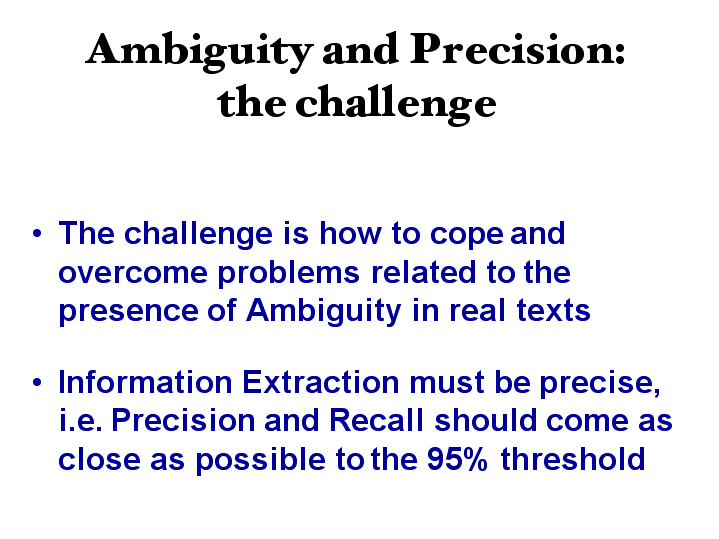 Ambiguity and Precision:
the challenge
• The challenge is how to cope and
overcome problems related to the
presence of Ambiguity in real texts
• Information Extraction must be precise,
i.e. Precision and Recall should come as
close as possible to the 95% threshold